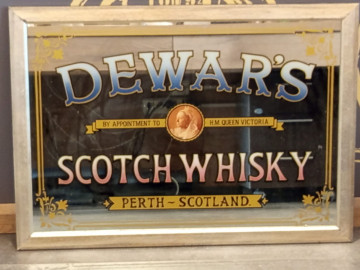 DEWAR'S
BY APPOINTMENT TO H.M QUEEN VICTORIA
SCOTCH WHISKY
PERTH - SCOTLAND